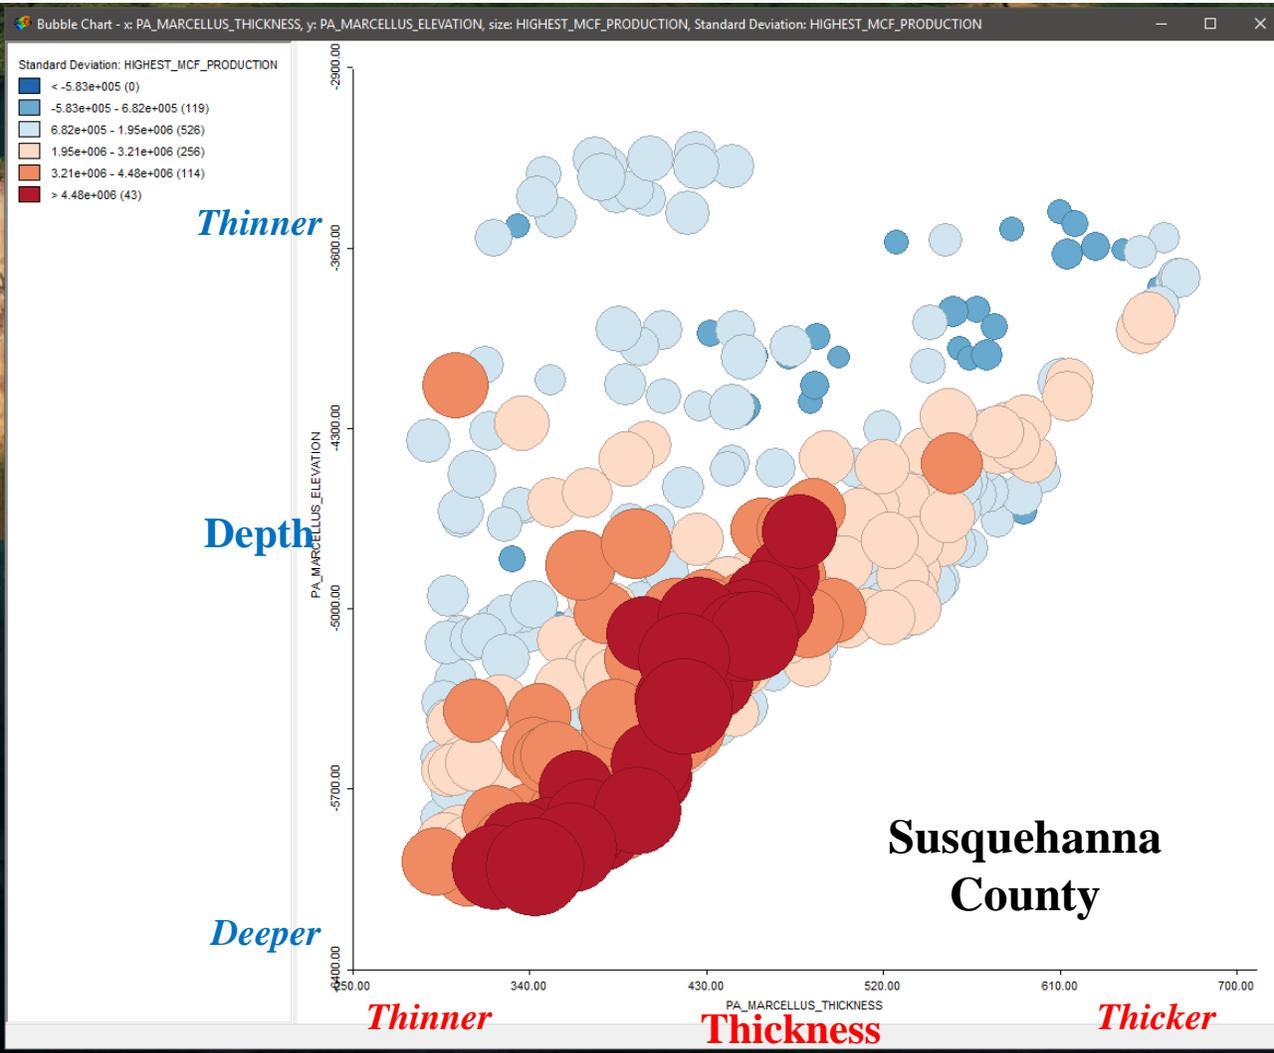 Bubble Chart - x: PA_MARCELLUS_THICKNESS, y: PA_MARCELLUS_ELEVATION, size: HIGHEST_MCF_PRODUCTION, Standard Deviation: HIGHEST_MCF_PRODUCTION
Standard Deviation: HIGHEST_MCF_PRODUCTION
< -5.83e+005 (0)
-5.83e+005 - 6.82e+005 (119)
6.82e+005 - 1.95e+006 (526)
1.95e+006 - 3.21e+006 (256)
3.21e+006 - 4.48e+006 (114)
> 4.48e+006 (43)
-2900.00
Thinner
-3600.00
-4300.00
PA_MARCELLUS_ELEVATION
Depth
-5000.00
-5700.00
Susquehanna
County
Deeper
-6400.00
250.00 340.00 430.00 520.00 610.00 700.00
PA_MARCELLUS_THICKNESS
Thinner Thickness Thicker